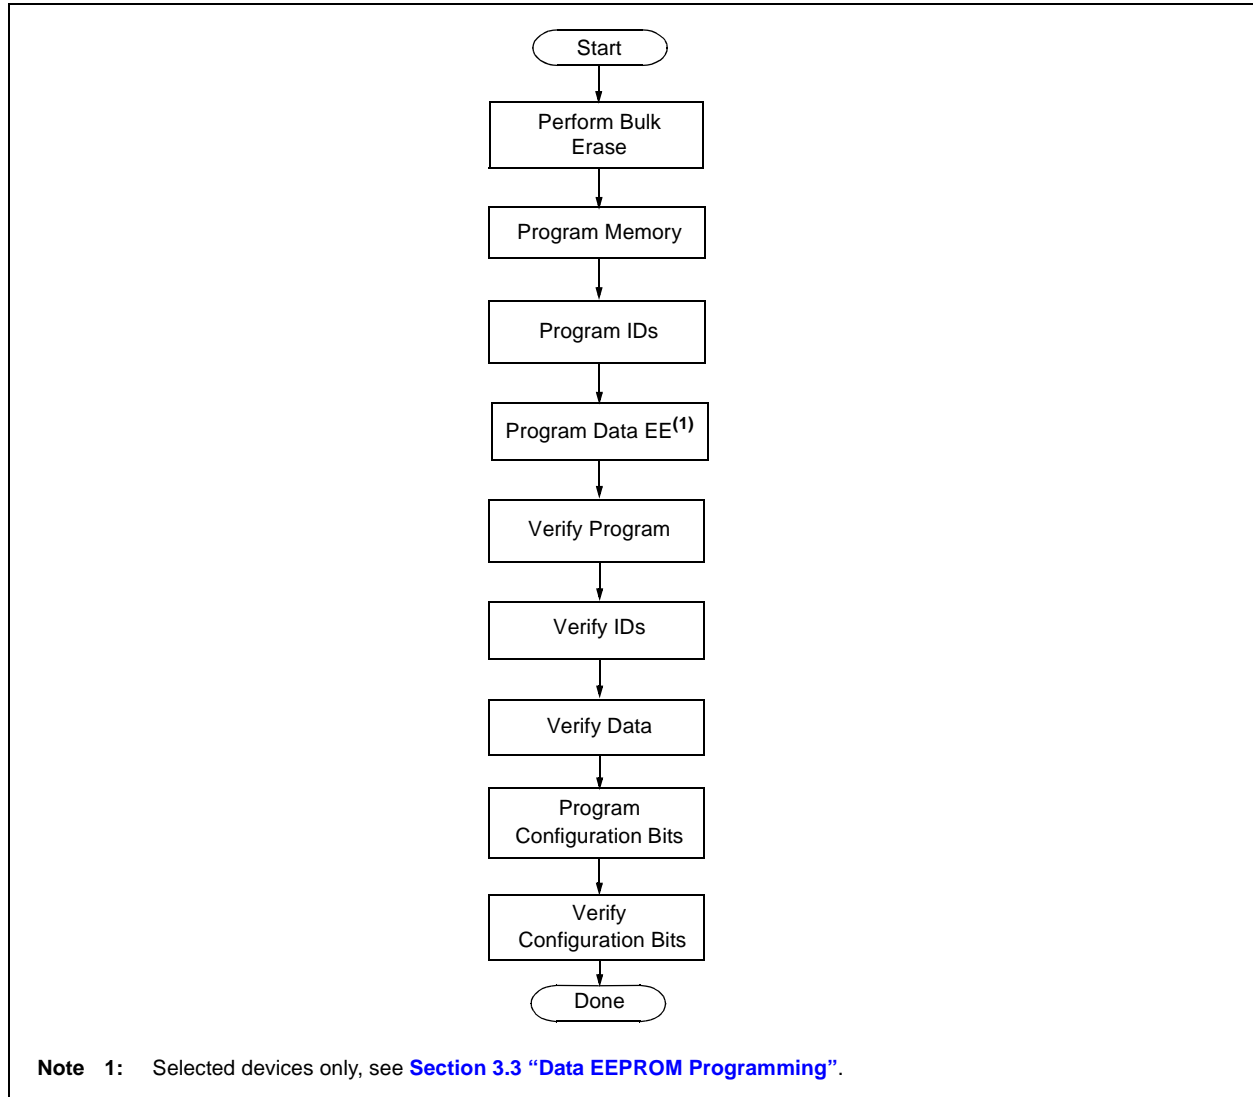 Start
Perform Bulk
Erase
Program Memory
Program IDs
Program Data EE(1)
Verify Program
Verify IDs
Verify Data
Program
Configuration Bits
Verify
Configuration Bits
Done
Note 1: Selected devices only, see Section 3.3 “Data EEPROM Programming”.